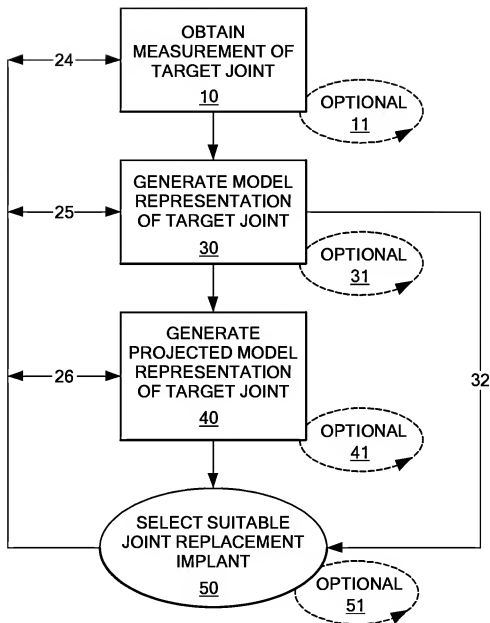 OBTAIN
MEASUREMENT OF
TARGET JOINT
10
24
OPTIONAL
11
GENERATE MODEL
REPRESENTATION
OF TARGET JOINT
30
25
OPTIONAL
31
GENERATE
PROJECTED MODEL
REPRESENTATION
OF TARGET JOINT
40
26
32
OPTIONAL
41
SELECT SUITABLE
JOINT REPLACEMENT
IMPLANT
50
OPTIONAL
51